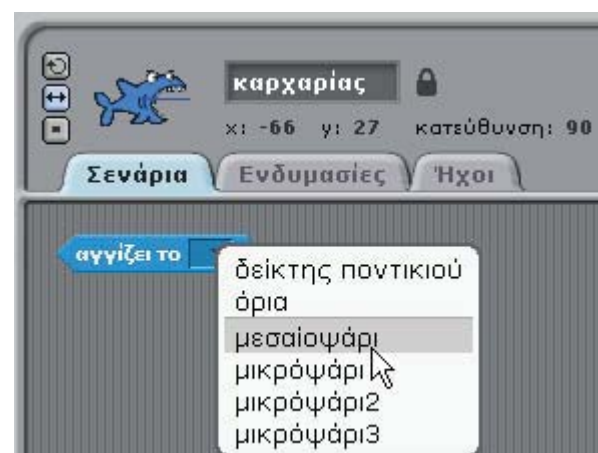 καρχαρίας
x: -66 y: 27 κατεύθυνση: 90
Σενάρια Ενδυμασίες Ήχοι
αγγίζει το
δείκτης ποντικιού
όρια
μεσαίοψάρι
μικρόψάρι
μικρόψάρι2
μικρόψάρι3